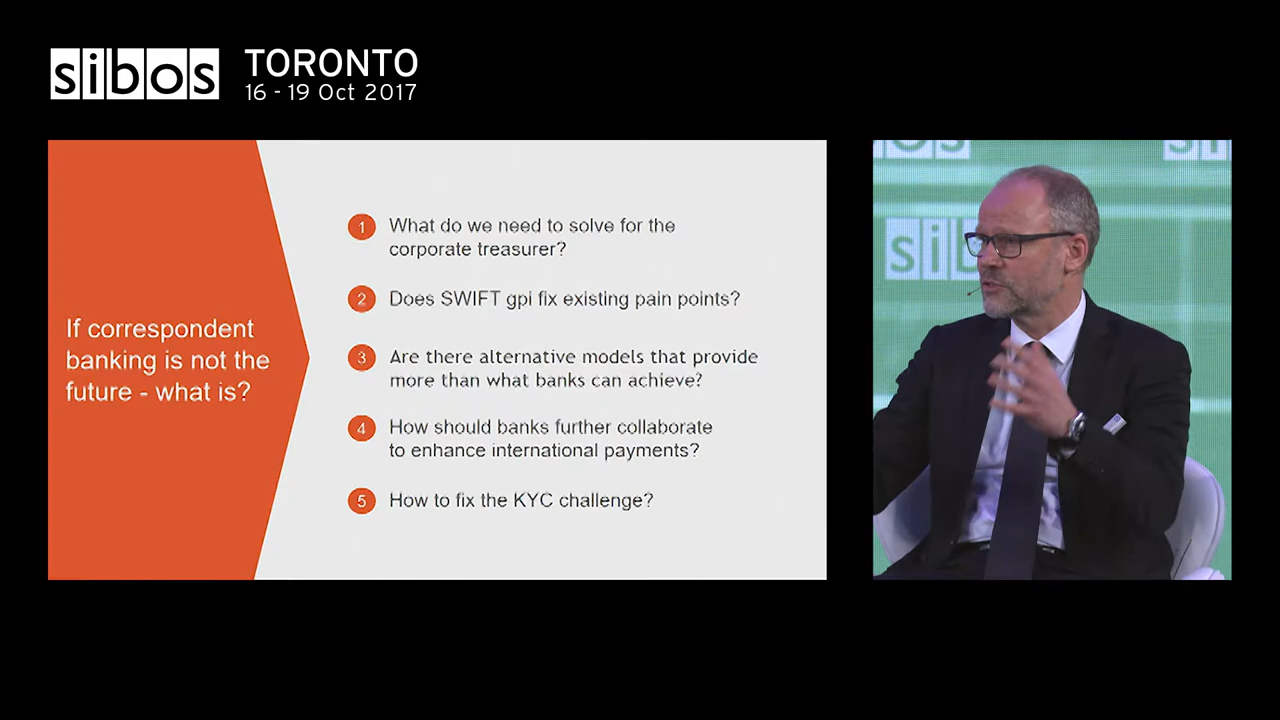 sibos
TORONTO
16 - 19 Oct 2017
If correspondent
banking is not the
future - what is?
1 What do we need to solve for the
corporate treasurer?
2 Does SWIFT gpi fix existing pain points?
3 Are there alternative models that provide
more than what banks can achieve?
4 How should banks further collaborate
to enhance international payments?
5 How to fix the KYC challenge?